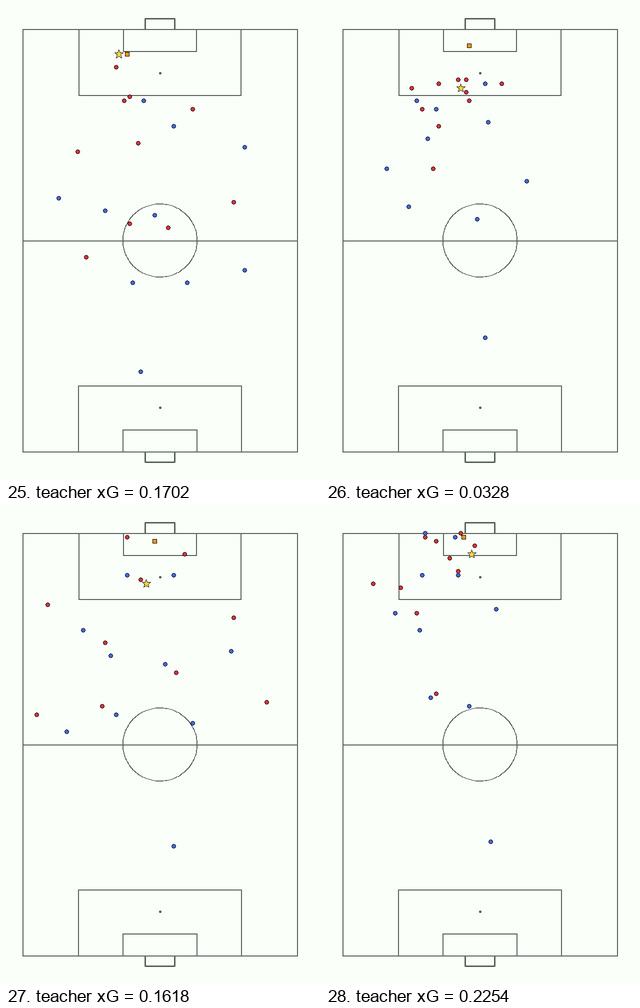 25. teacher xG = 0.1702
26. teacher xG = 0.0328
27. teacher xG = 0.1618
28. teacher xG = 0.2254